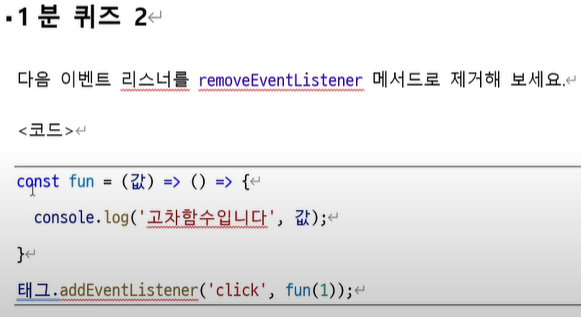 ▪1분 퀴즈 2↵
다음 이벤트 리스너를 removeEventListener 메서드로 제거해 보세요.↵
<코드>↵
const fun = (값) => () => {↵
console.log('고차함수입니다', 값);↵
}↵
태그.addEventListener('click', fun(1));↵